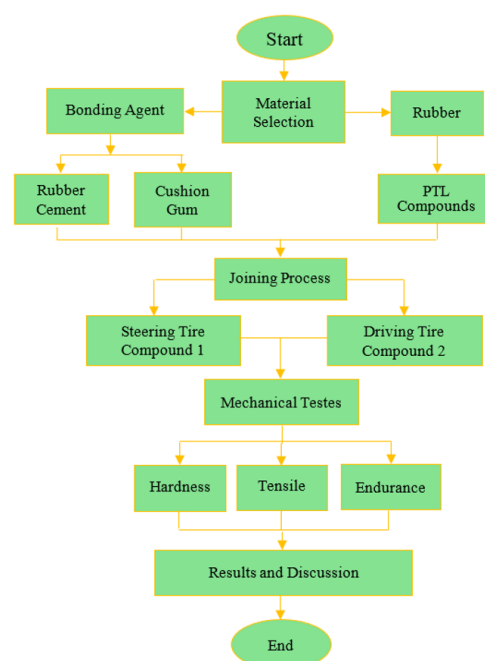 Start
Bonding Agent
Material
Selection
Rubber
Rubber
Cement
Cushion
Gum
PTL
Compounds
Joining Process
Steering Tire
Compound 1
Driving Tire
Compound 2
Mechanical Testes
Hardness
Tensile
Endurance
Results and Discussion
End